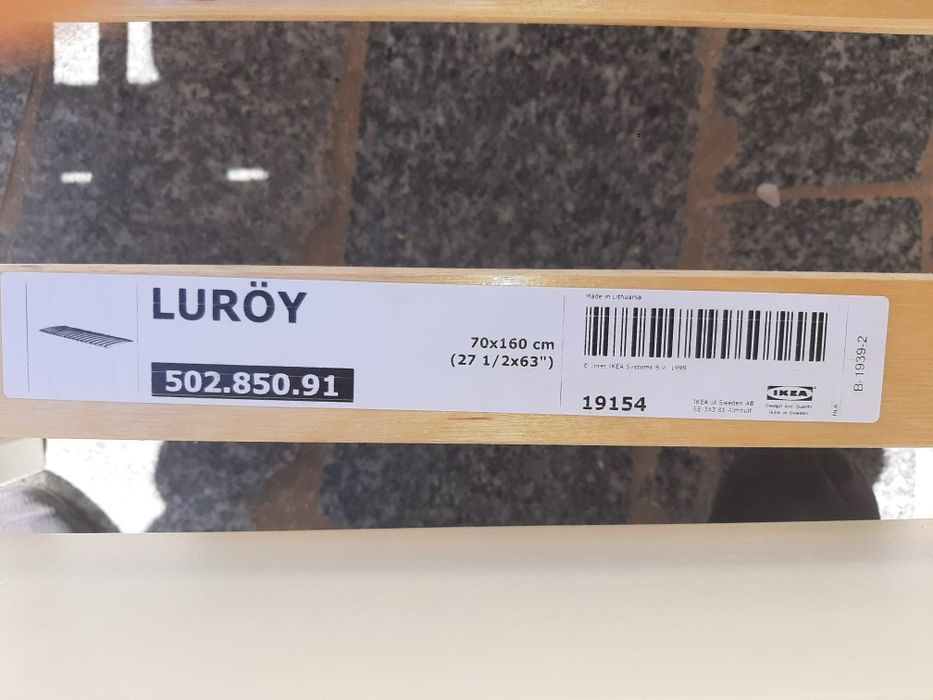 LURÖY
502.850.91
70x160 cm
(27 1/2x63")
Made in Lithuania
© Inter IKEA Systems B.V. 1999
19154
IKEA of Sweden AB
SE-343 81 Älmhult
IKEA
Design and Quality
IKEA of Sweden
NLA
B-1939-2